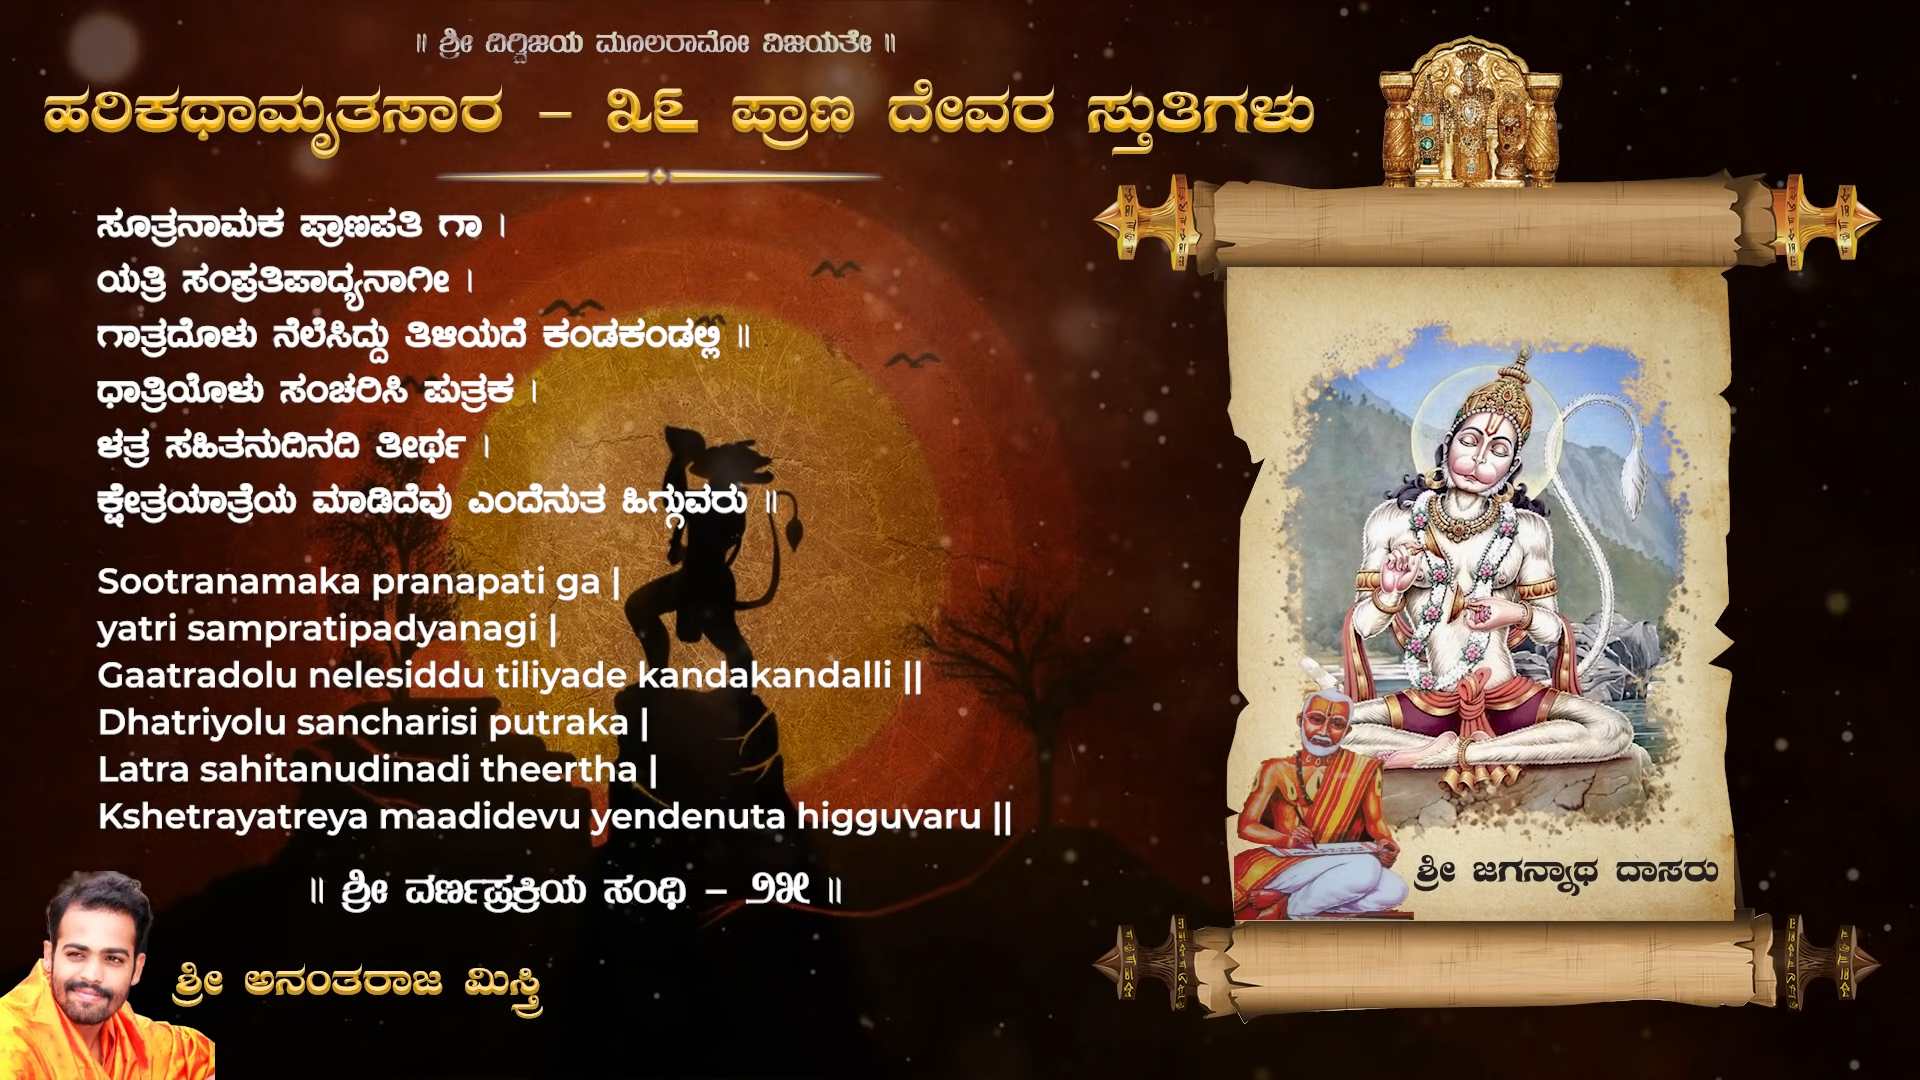 ॥ ಶ್ರೀ ದಿಗ್ವಿಜಯ ಮೂಲರಾಮೋ ವಿಜಯತೇ ॥
ಹರಿಕಥಾಮೃತಸಾರ – ೩೬ ಪ್ರಾಣ ದೇವರ ಸ್ತುತಿಗಳು
ಸೂತ್ರನಾಮಕ ಪ್ರಾಣಪತಿ ಗಾ ।
ಯತ್ರಿ ಸಂಪ್ರತಿಪಾದ್ಯನಾಗೀ ।
ಗಾತ್ರದೊಳು ನೆಲೆಸಿದ್ದು ತಿಳಿಯದೆ ಕಂಡಕಂಡಲ್ಲಿ ॥
ಧಾತ್ರಿಯೊಳು ಸಂಚರಿಸಿ ಪುತ್ರಕ ।
ಳತ್ರ ಸಹಿತನುದಿನದಿ ತೀರ್ಥ ।
ಕ್ಷೇತ್ರಯಾತ್ರೆಯ ಮಾಡಿದೆವು ಎಂದೆನುತ ಹಿಗ್ಗುವರು ॥
Sootranamaka pranapati ga |
yatri sampratipadyanagi |
Gaatradolu nelesiddu tiliyade kandakandalli ||
Dhatriyolu sancharisi putraka |
Latra sahitanudinadi theertha |
Kshetrayatreya maadidevu yendenuta higguvaru ||
॥ ಶ್ರೀ ವರ್ಣಪ್ರಕ್ರಿಯ ಸಂಧಿ – ೨೫ ॥
ಶ್ರೀ ಜಗನ್ನಾಥ ದಾಸರು
ಶ್ರೀ ಅನಂತರಾಜ ಮಿಸ್ತ್ರಿ